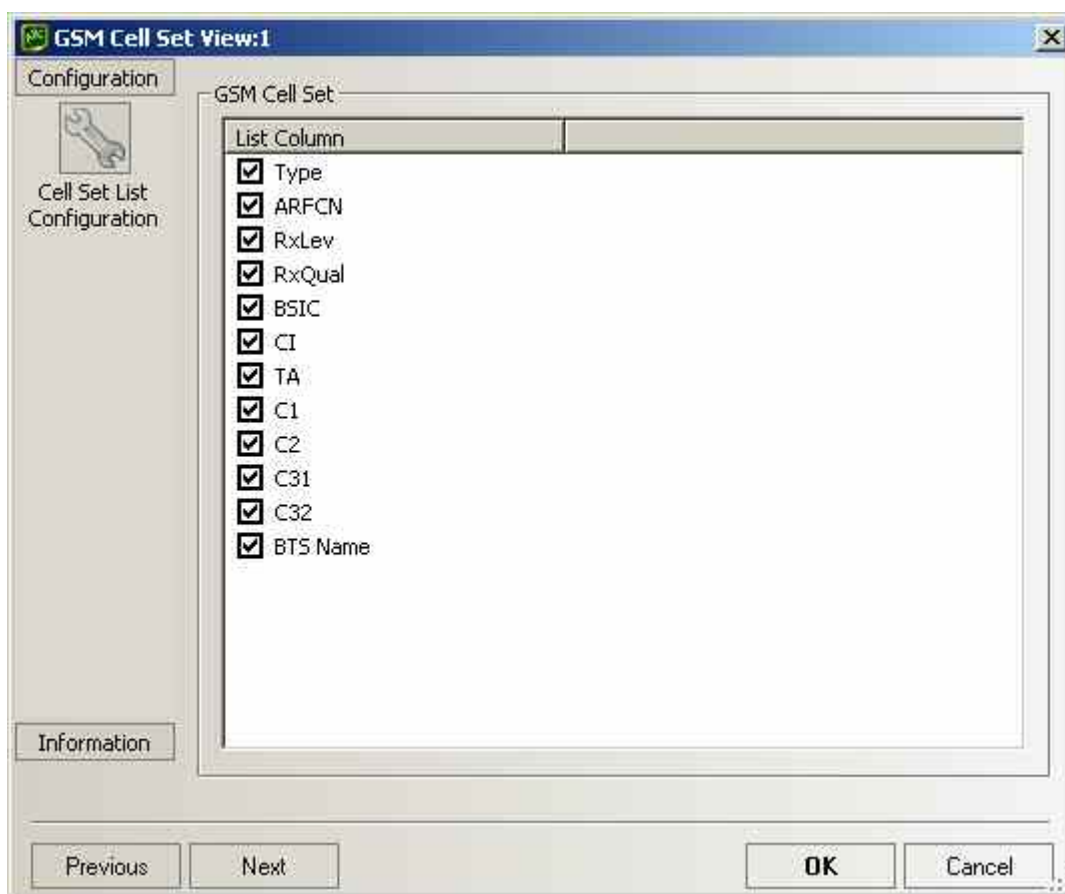 GSM Cell Set View:1
Configuration
Cell Set List
Configuration
Information
GSM Cell Set
List Column
Type
ARFCN
RxLev
RxQual
BSIC
CI
TA
C1
C2
C31
C32
BTS Name
Previous
Next
OK
Cancel